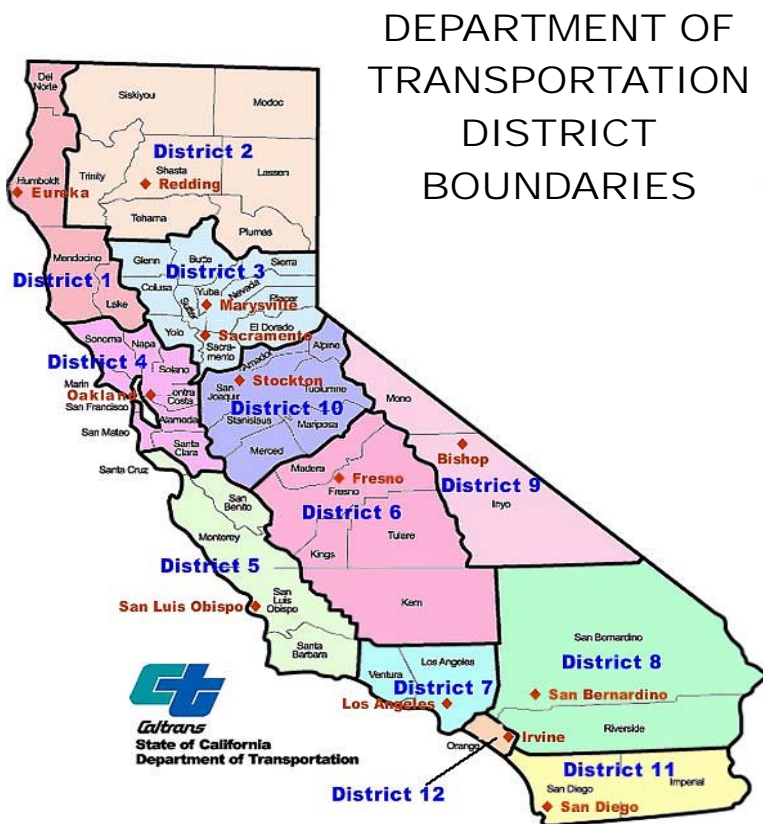 DEPARTMENT OF
TRANSPORTATION
DISTRICT
BOUNDARIES
Del
Norte
Siskiyou
Modoc
Trinity
District 2
Shasta
Lassen
Humboldt
Eureka
Redding
Tehama
Plumas
Mendocino
Glenn
Butte
Sierra
District 1
District 3
Colusa
Yuba
Nevada
Lake
Sutter
Placer
Marysville
Yolo
El Dorado
Sacramento
Sacra-
mento
Sonoma
Napa
Alpine
Amador
District 4
Solano
Marin
Oakland
Stockton
San
Joaquin
Tuolumne
Contra
Costa
San Francisco
District 10
Mono
Alameda
Stanislaus
Mariposa
San Mateo
Santa
Clara
Merced
Bishop
Santa Cruz
Madera
Fresno
Fresno
District 9
Inyo
San
Benito
District 6
Monterey
Tulare
Kings
District 5
San Luis Obispo
San
Luis
Obispo
Kern
Santa
Barbara
San Bernardino
Ventura
Los Angeles
District 8
District 7
Los Angeles
San Bernardino
Riverside
Orange
Irvine
District 11
San Diego
Imperial
District 12
San Diego
ct
Caltrans
State of California
Department of Transportation